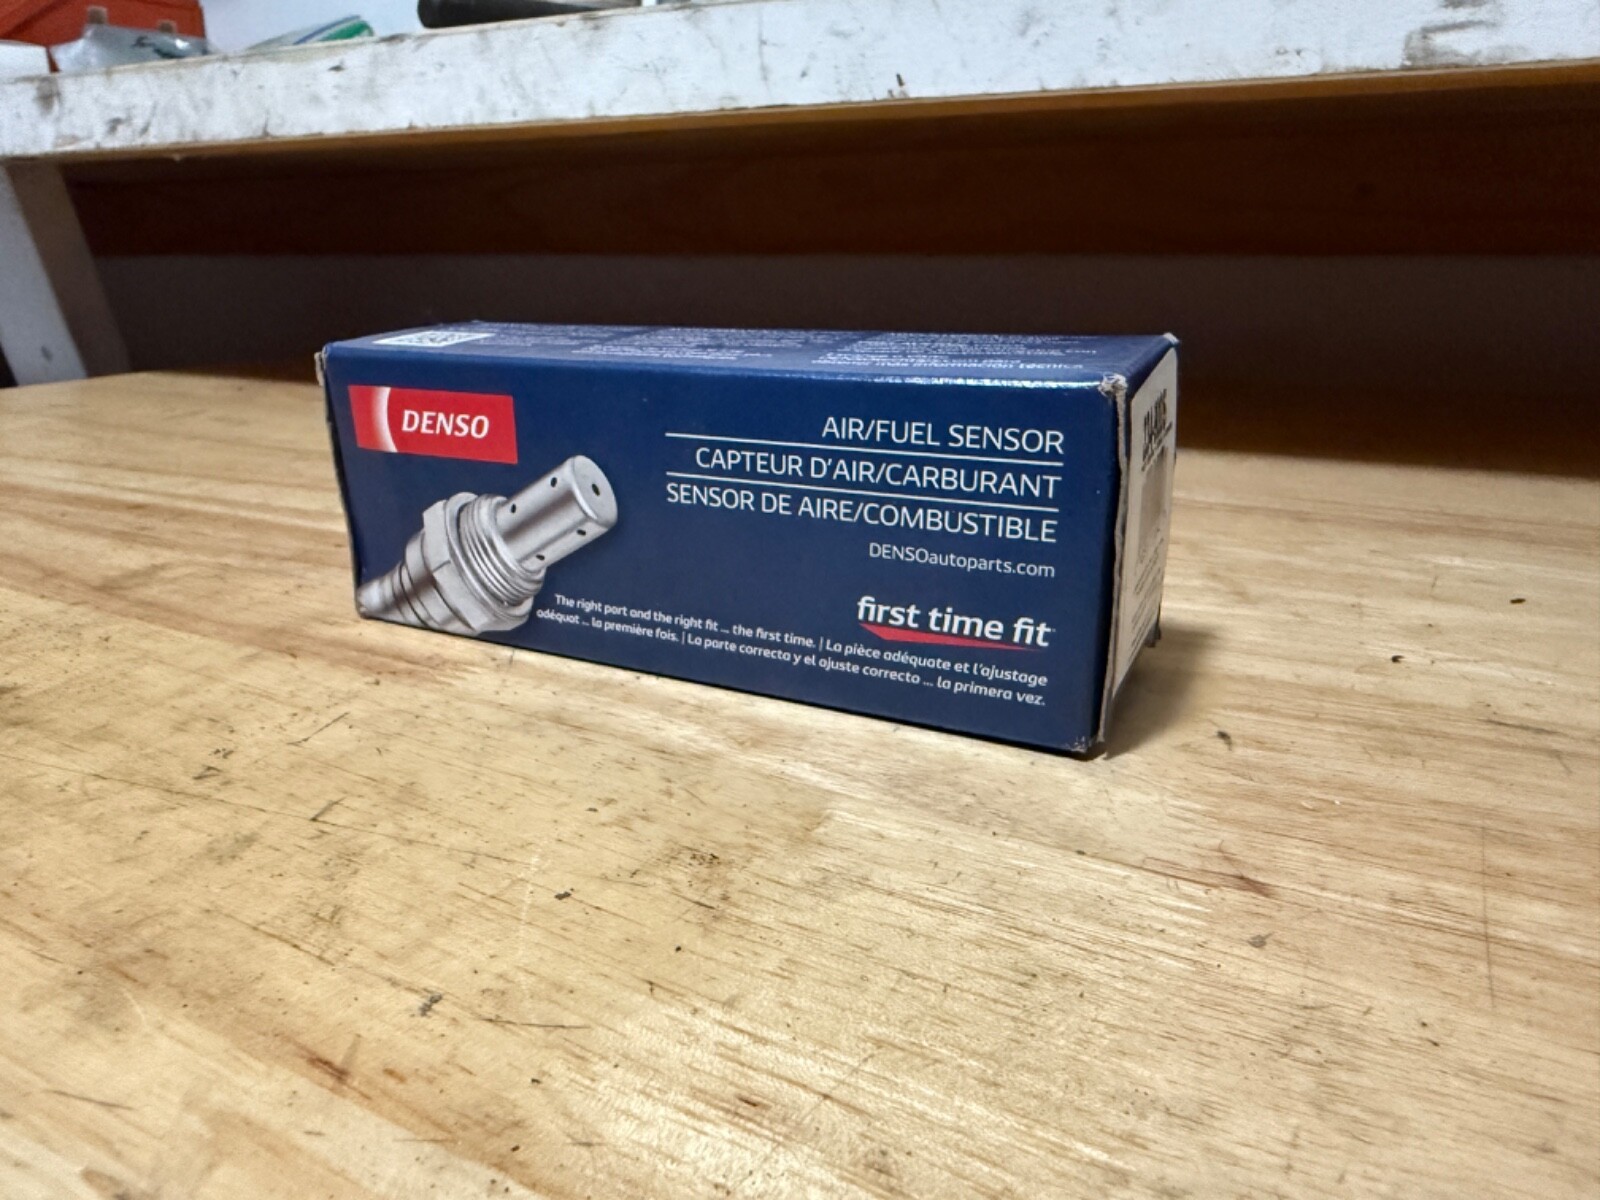 DENSO
AIR/FUEL SENSOR
CAPTEUR D'AIR/CARBURANT
SENSOR DE AIRE/COMBUSTIBLE
DENSOautoparts.com
first time fit
The right part and the right fit ... the first time. | La pièce adéquate et l'ajustage
adéquat ... la première fois. | La parte correcta y el ajuste correcto ... la primera vez.